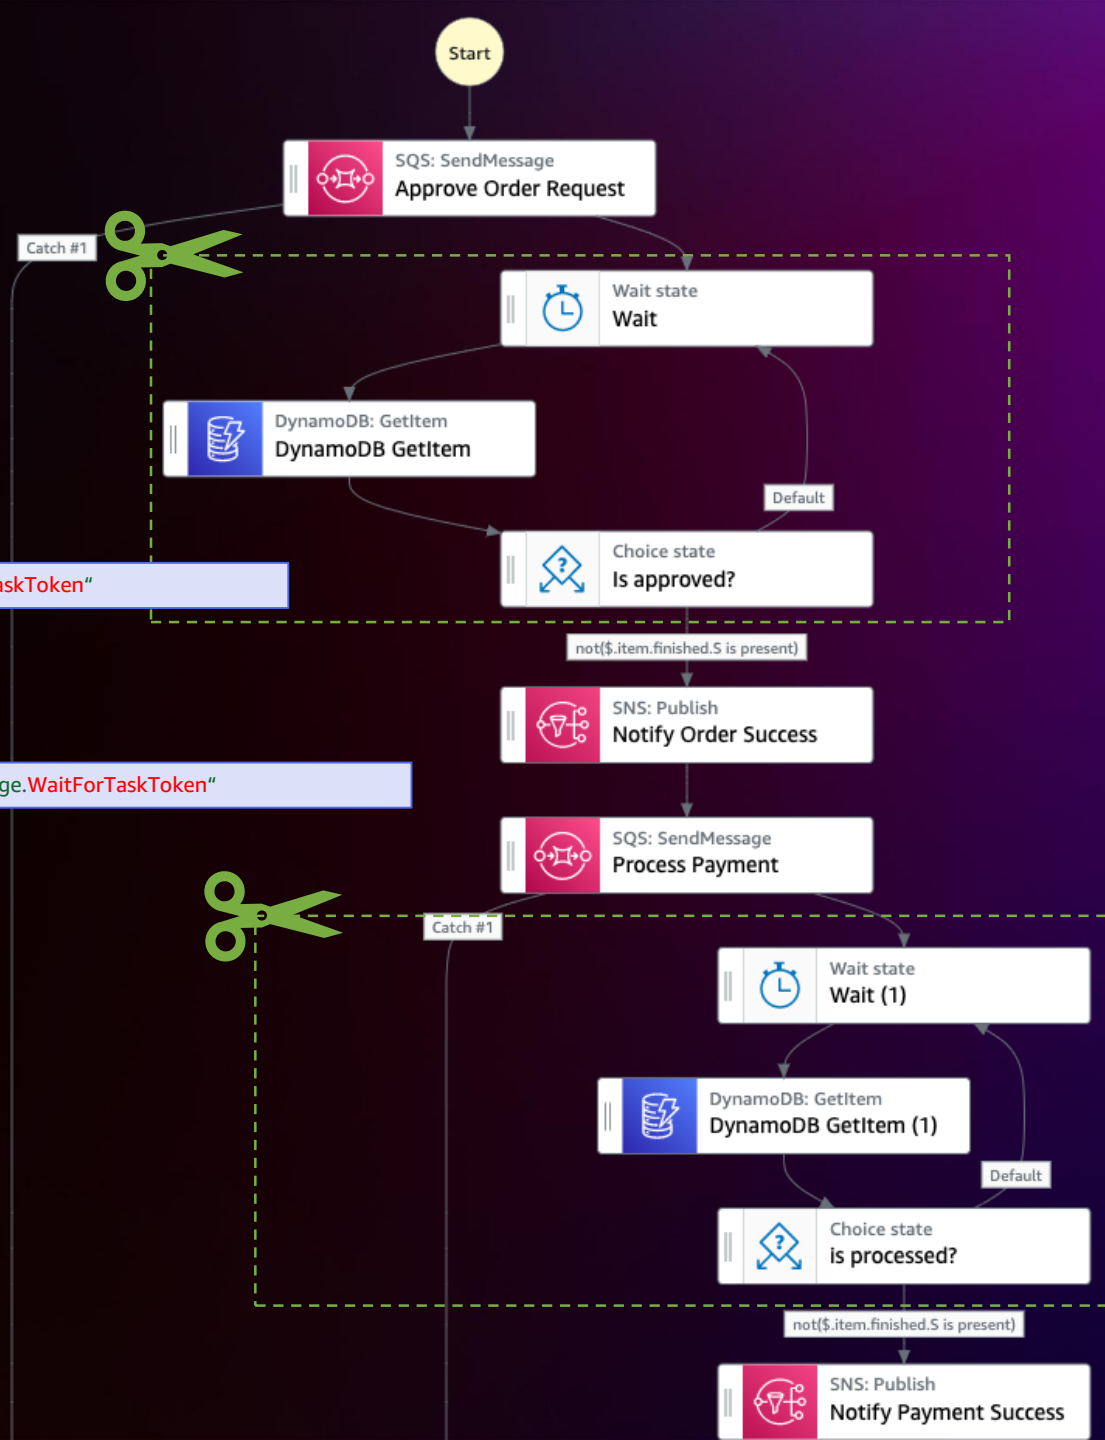 Start
SQS: SendMessage
Approve Order Request
Catch #1
Wait state
Wait
DynamoDB: GetItem
DynamoDB GetItem
Default
Choice state
Is approved?
askToken“
not($.item.finished.S is present)
SNS: Publish
Notify Order Success
ge.WaitForTaskToken“
SQS: SendMessage
Process Payment
Catch #1
Wait state
Wait (1)
DynamoDB: GetItem
DynamoDB GetItem (1)
Default
Choice state
is processed?
not($.item.finished.S is present)
SNS: Publish
Notify Payment Success